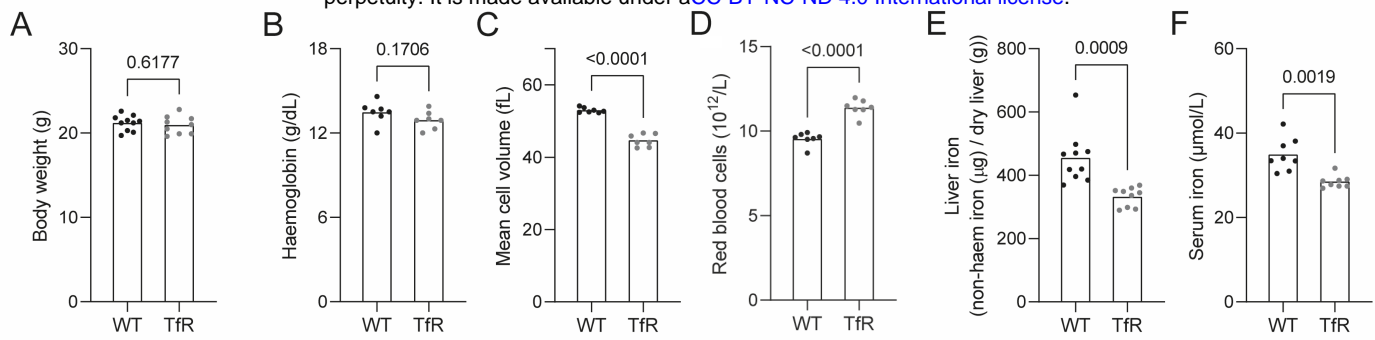 perpetuity. It is made available under aCC-BY-NC-ND 4.0 International license.
A
Body weight (g)
30
20
10
0
0.6177
WT TfR
B
Haemoglobin (g/dL)
18
12
6
0
0.1706
WT TfR
C
Mean cell volume (fL)
60
40
20
0
<0.0001
WT TfR
D
Red blood cells (10¹²/L)
15
10
5
0
<0.0001
WT TfR
E
Liver iron
(non-haem iron (µg) / dry liver (g))
800
600
400
200
0
0.0009
WT TfR
F
Serum iron (µmol/L)
60
40
20
0
0.0019
WT TfR